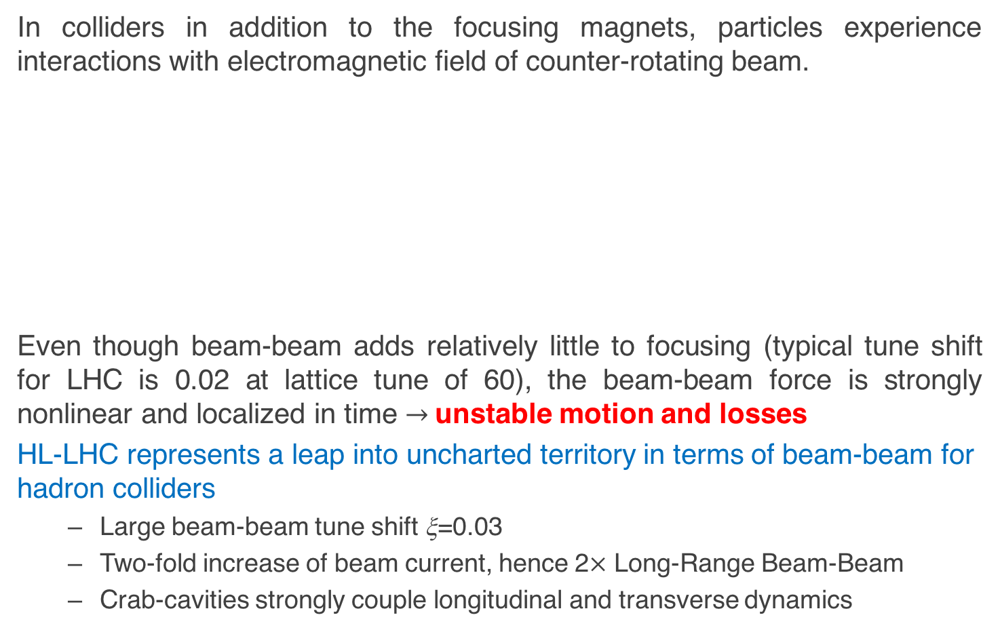 In colliders in addition to the focusing magnets, particles experience
interactions with electromagnetic field of counter-rotating beam.
Even though beam-beam adds relatively little to focusing (typical tune shift
for LHC is 0.02 at lattice tune of 60), the beam-beam force is strongly
nonlinear and localized in time → unstable motion and losses
HL-LHC represents a leap into uncharted territory in terms of beam-beam for
hadron colliders
– Large beam-beam tune shift ξ=0.03
– Two-fold increase of beam current, hence 2× Long-Range Beam-Beam
– Crab-cavities strongly couple longitudinal and transverse dynamics